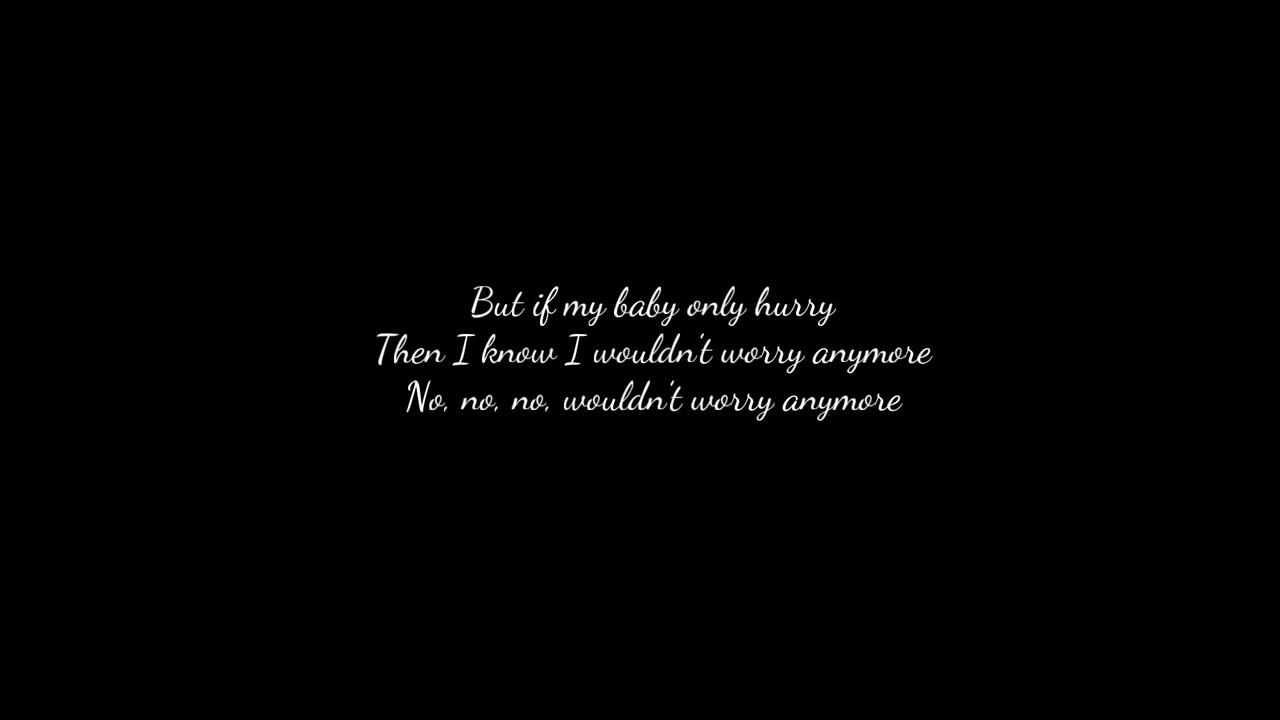 But if my baby only hurry
Then I know I wouldn't worry anymore
No, no, no, wouldn't worry anymore